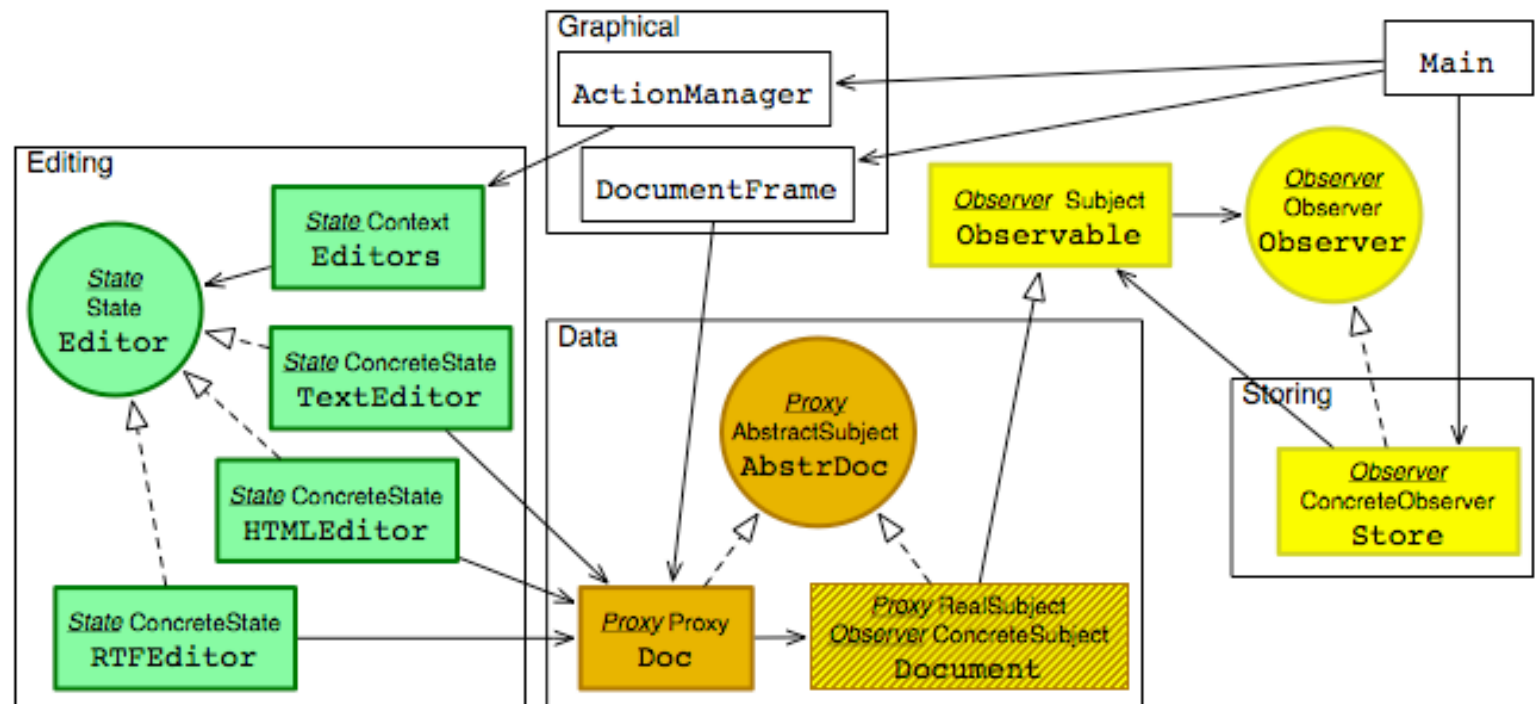 Graphical
ActionManager
DocumentFrame
Main
Editing
State Context
Editors
State
State
Editor
State ConcreteState
TextEditor
State ConcreteState
HTMLEditor
State ConcreteState
RTFEditor
Observer Subject
Observable
Observer
Observer
Observer
Data
Proxy
AbstractSubject
AbstrDoc
Proxy Proxy
Doc
Proxy RealSubject
Observer ConcreteSubject
Document
Storing
Observer
ConcreteObserver
Store